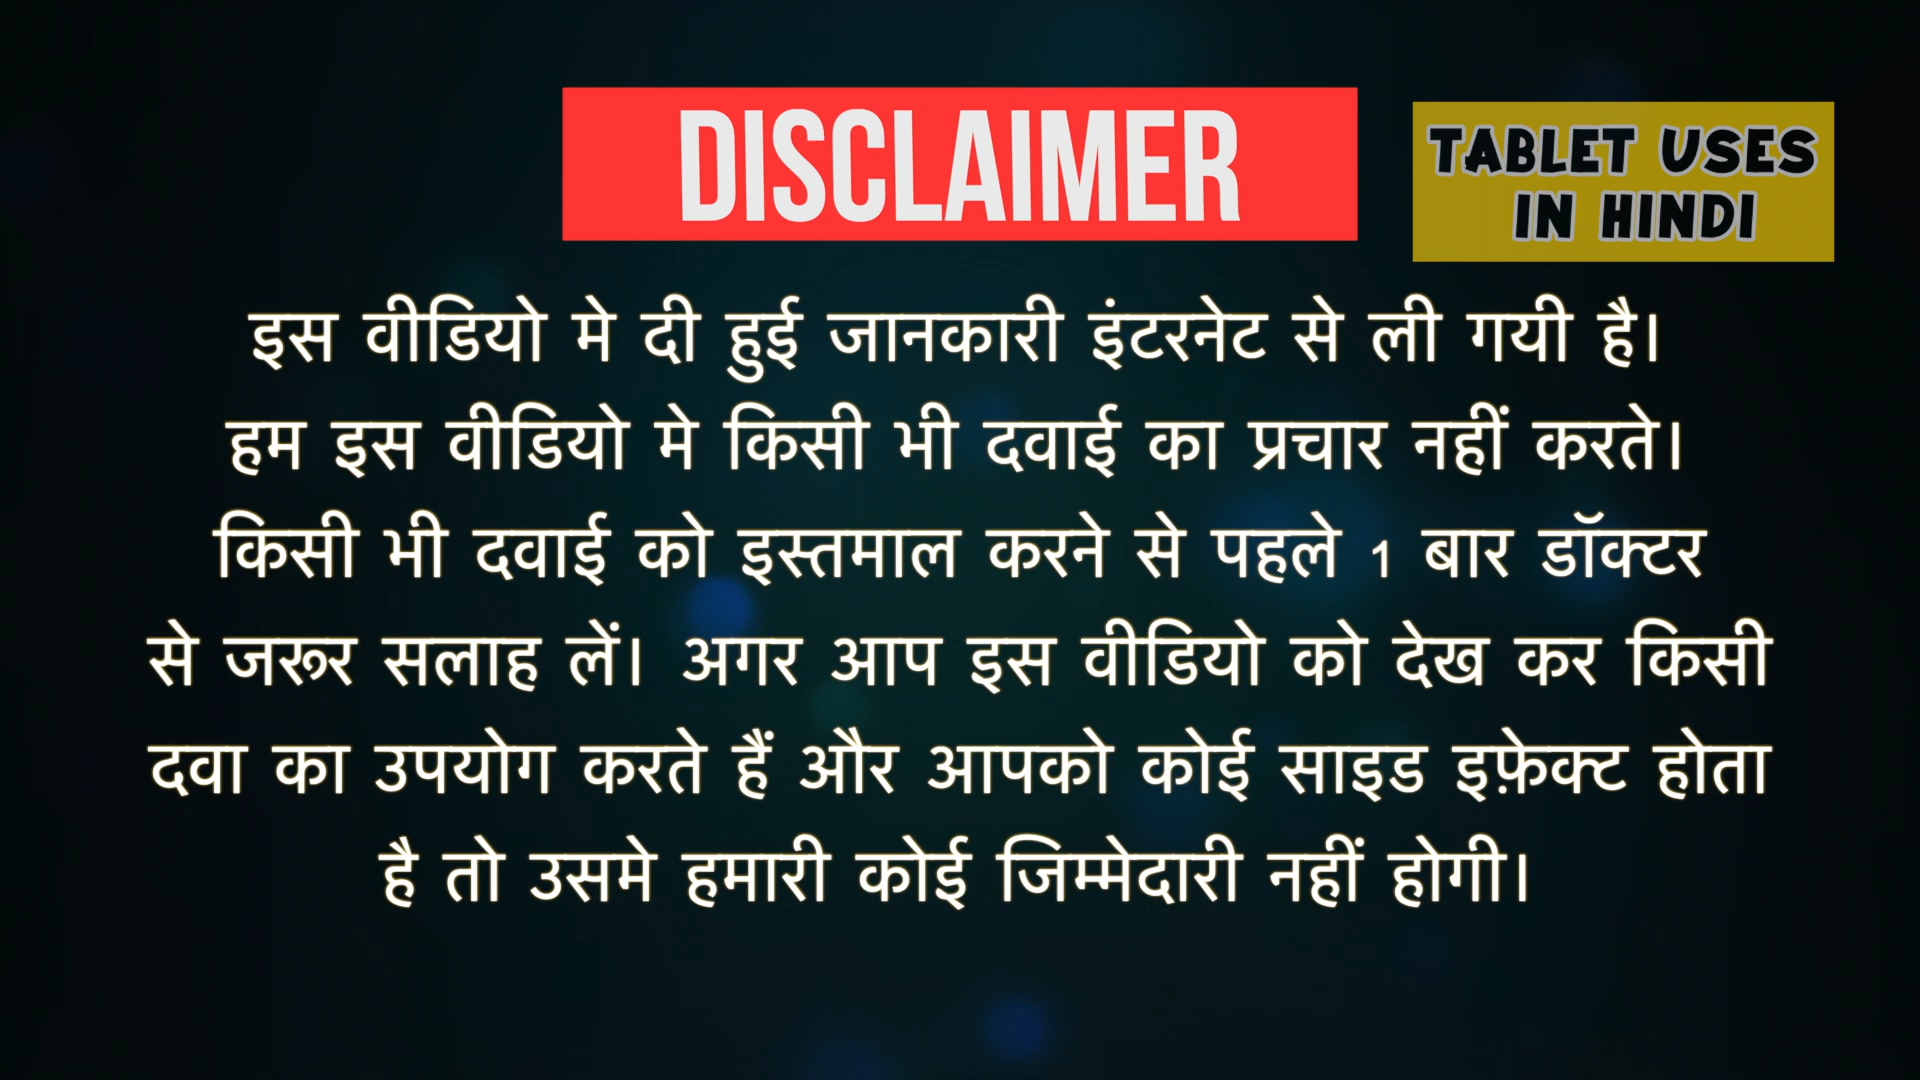 DISCLAIMER
TABLET USES
IN HINDI
इस वीडियो मे दी हुई जानकारी इंटरनेट से ली गयी है।
हम इस वीडियो मे किसी भी दवाई का प्रचार नहीं करते।
किसी भी दवाई को इस्तमाल करने से पहले 1 बार डॉक्टर
से जरूर सलाह लें। अगर आप इस वीडियो को देख कर किसी
दवा का उपयोग करते हैं और आपको कोई साइड इफ़ेक्ट होता
है तो उसमे हमारी कोई जिम्मेदारी नहीं होगी।